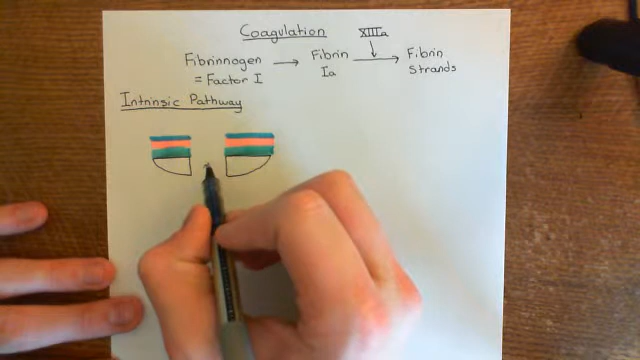 Coagulation
XIIIa
Fibrinnogen → Fibrin → Fibrin
= Factor I Ia Strands
Intrinsic Pathway